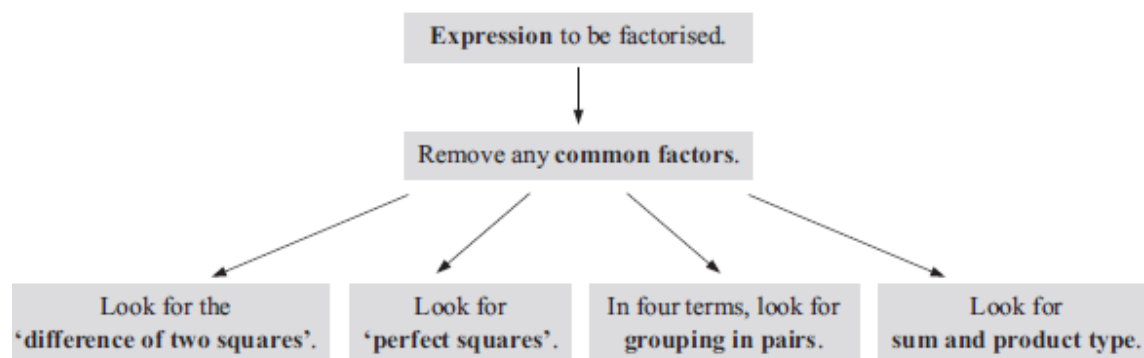 Expression to be factorised.
Remove any common factors.
Look for the
‘difference of two squares’.
Look for
‘perfect squares’.
In four terms, look for
grouping in pairs.
Look for
sum and product type.